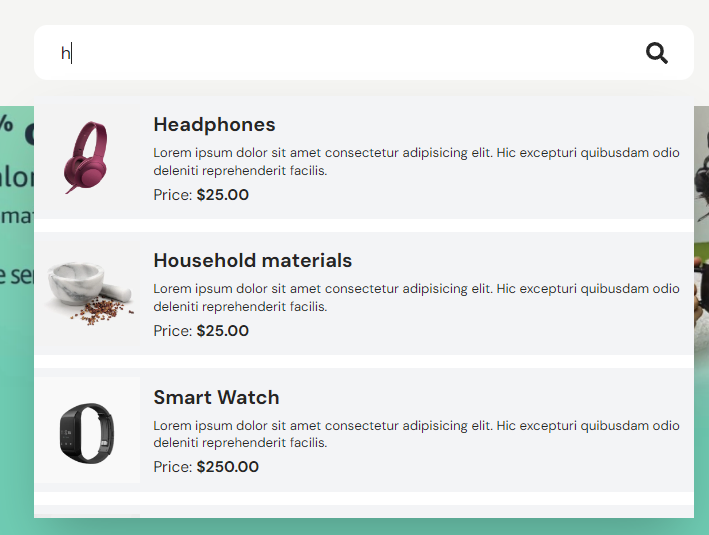 h
Headphones
Lorem ipsum dolor sit amet consectetur adipisicing elit. Hic excepturi quibusdam odio
deleniti reprehenderit facilis.
Price: $25.00
Household materials
Lorem ipsum dolor sit amet consectetur adipisicing elit. Hic excepturi quibusdam odio
deleniti reprehenderit facilis.
Price: $25.00
Smart Watch
Lorem ipsum dolor sit amet consectetur adipisicing elit. Hic excepturi quibusdam odio
deleniti reprehenderit facilis.
Price: $250.00